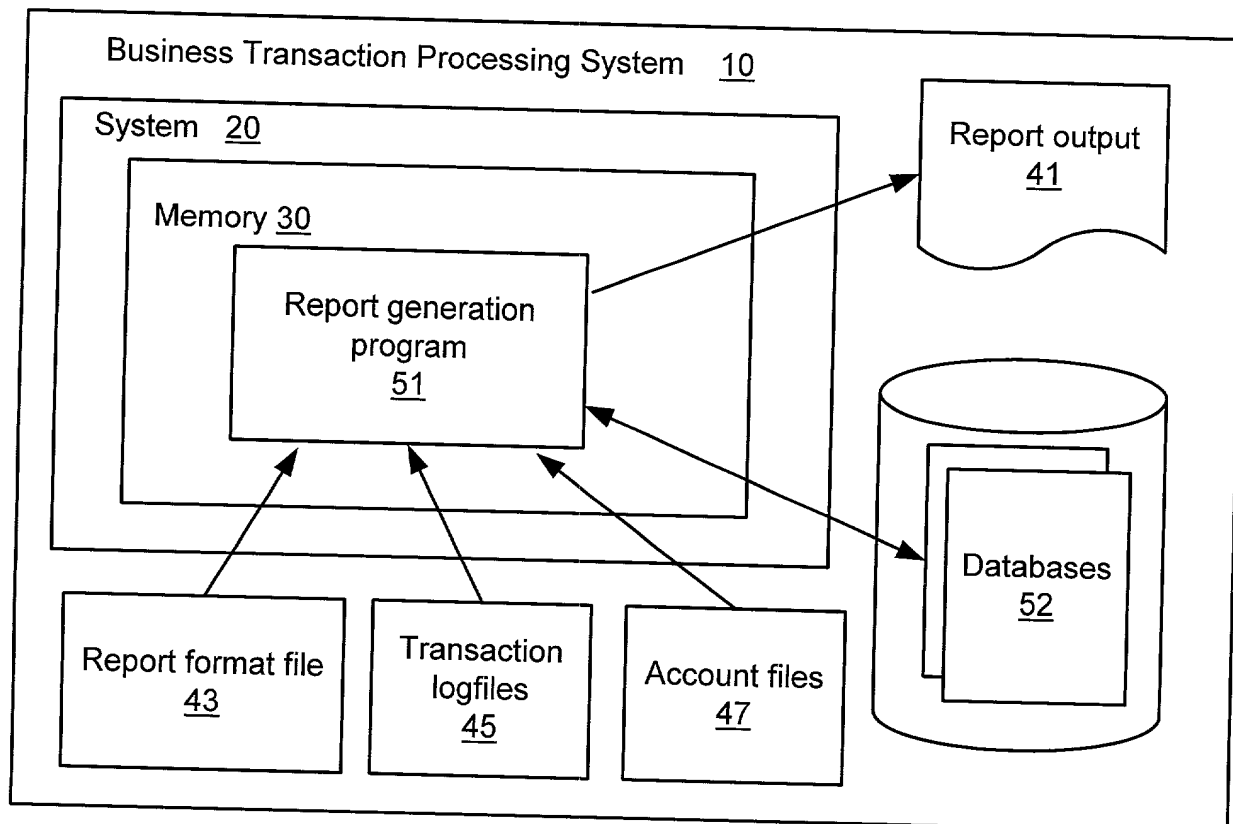 Business Transaction Processing System 10
System 20
Memory 30
Report generation
program
51
Report output
41
Databases
52
Report format file
43
Transaction
logfiles
45
Account files
47